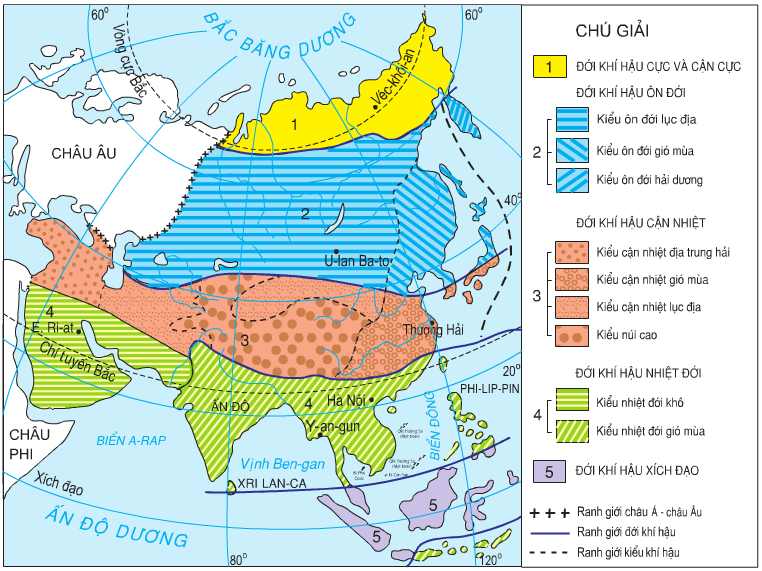 60°
60°
BẮC BĂNG DƯƠNG
Vòng cực Bắc
Véc-khôi-an
1
CHÂU ÂU
40°
2
U-lan Ba-to
4
E. Ri-at
Chí tuyến Bắc
3
Thượng Hải
20°
PHI-LIP-PIN
ẤN ĐỘ
4
Hà Nội
Y-an-gun
BIỂN ĐÔNG
CHÂU
PHI
BIỂN A-RAP
Vịnh Ben-gan
XRI LAN-CA
Xích đạo
5
5
ẤN ĐỘ DƯƠNG
80°
120°
CHÚ GIẢI
1
ĐỚI KHÍ HẬU CỰC VÀ CẬN CỰC
ĐỚI KHÍ HẬU ÔN ĐỚI
2
Kiểu ôn đới lục địa
Kiểu ôn đới gió mùa
Kiểu ôn đới hải dương
ĐỚI KHÍ HẬU CẬN NHIỆT
3
Kiểu cận nhiệt địa trung hải
Kiểu cận nhiệt gió mùa
Kiểu cận nhiệt lục địa
Kiểu núi cao
ĐỚI KHÍ HẬU NHIỆT ĐỚI
4
Kiểu nhiệt đới khô
Kiểu nhiệt đới gió mùa
5
ĐỚI KHÍ HẬU XÍCH ĐẠO
Ranh giới châu Á - châu Âu
Ranh giới đới khí hậu
Ranh giới kiểu khí hậu